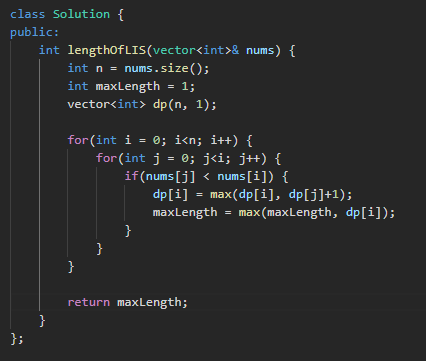 class Solution {
public:
    int lengthOfLIS(vector<int>& nums) {
        int n = nums.size();
        int maxLength = 1;
        vector<int> dp(n, 1);

        for(int i = 0; i<n; i++) {
            for(int j = 0; j<i; j++) {
                if(nums[j] < nums[i]) {
                    dp[i] = max(dp[i], dp[j]+1);
                    maxLength = max(maxLength, dp[i]);
                }
            }
        }

        return maxLength;
    }
};